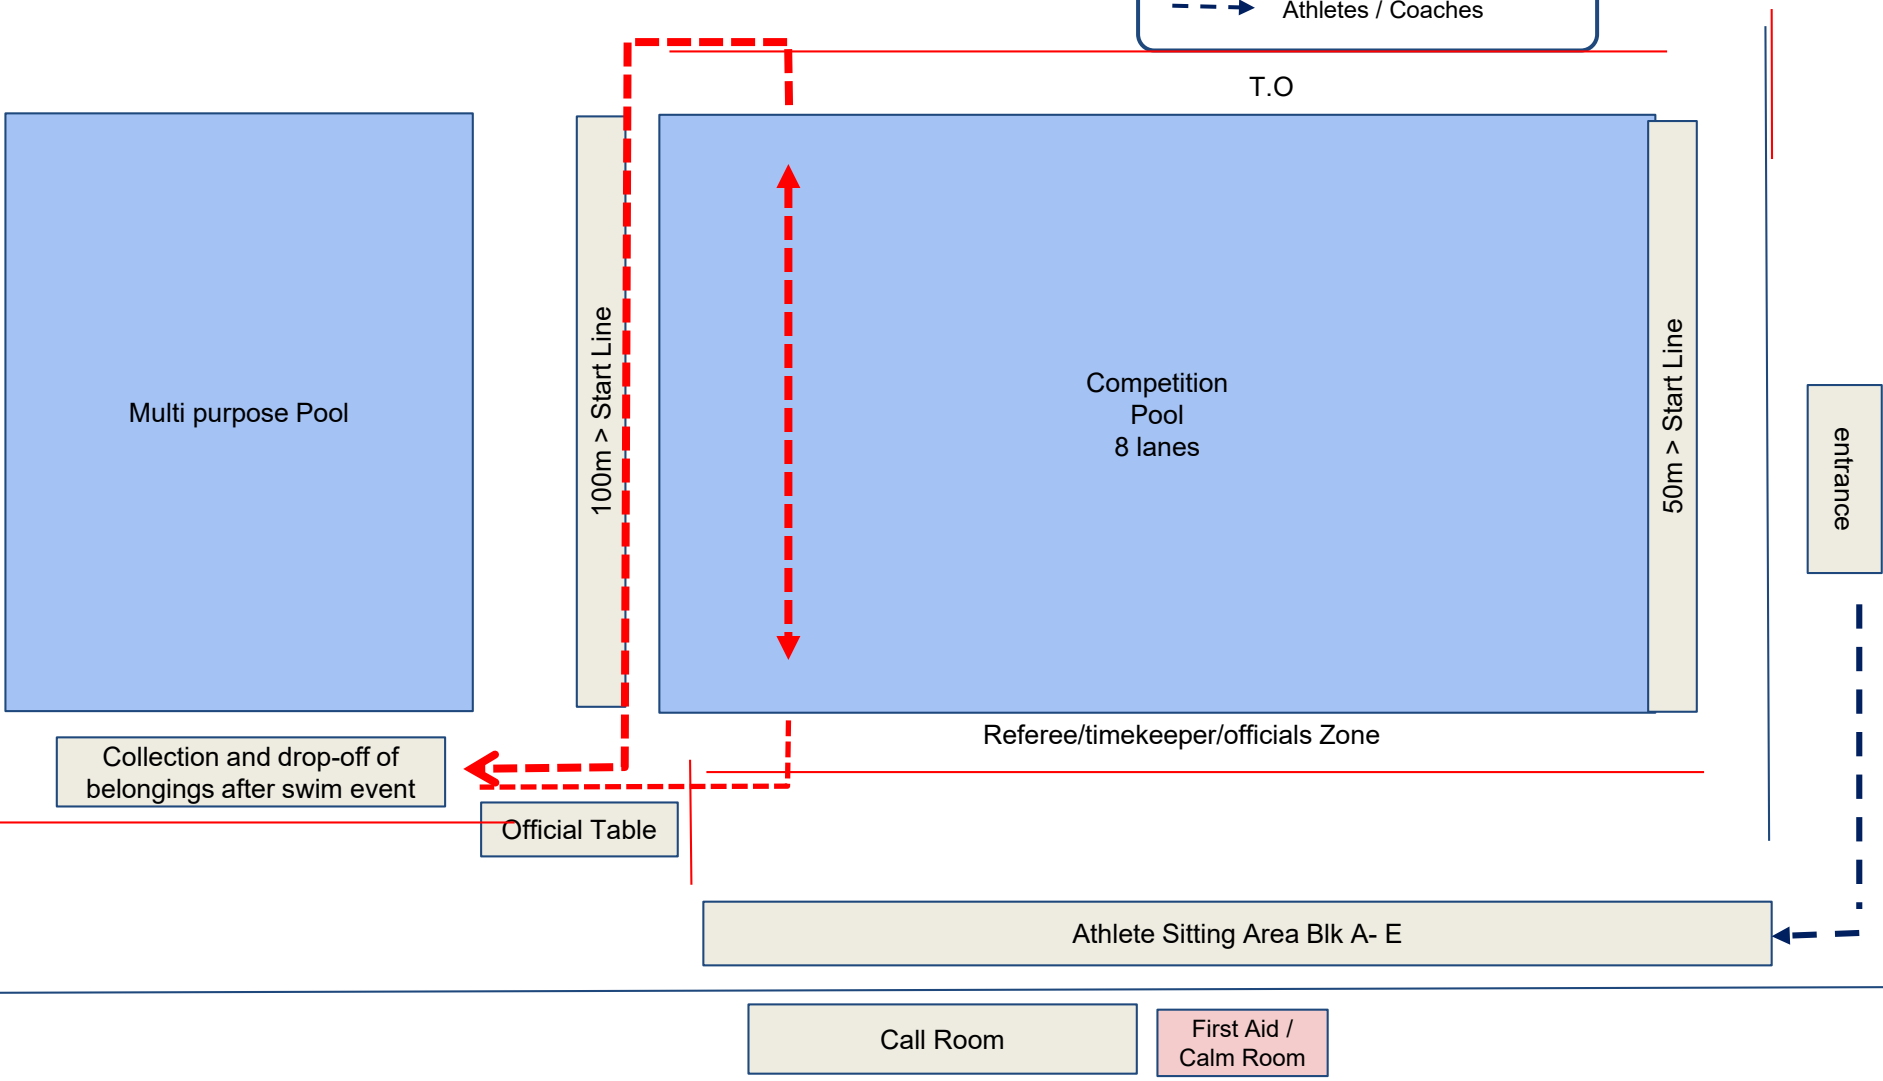 Athletes / Coaches
T.O
Multi purpose Pool
100m > Start Line
Competition
Pool
8 lanes
50m > Start Line
entrance
Referee/timekeeper/officials Zone
Collection and drop-off of
belongings after swim event
Official Table
Athlete Sitting Area Blk A- E
Call Room
First Aid /
Calm Room